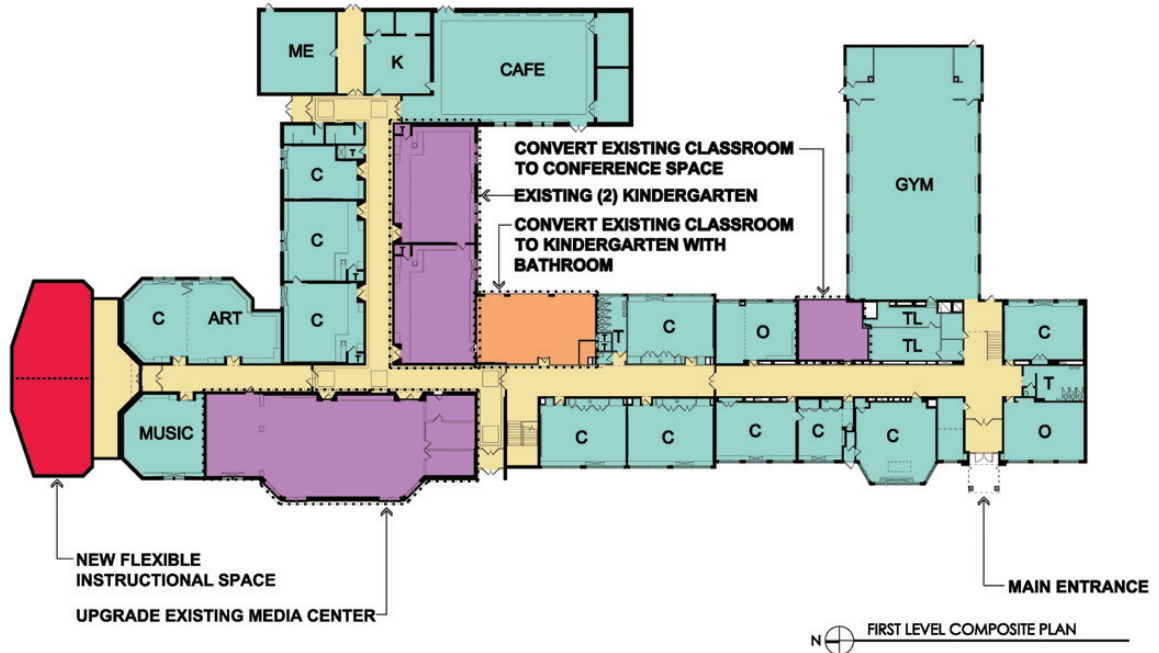 ME
K
CAFE
CONVERT EXISTING CLASSROOM
TO CONFERENCE SPACE
EXISTING (2) KINDERGARTEN
CONVERT EXISTING CLASSROOM
TO KINDERGARTEN WITH
BATHROOM
GYM
T
T
C
C
C
T
T
T
C
ART
T
T
C
O
TL
TL
C
T
MUSIC
C
C
C
C
C
O
NEW FLEXIBLE
INSTRUCTIONAL SPACE
UPGRADE EXISTING MEDIA CENTER
MAIN ENTRANCE
N
FIRST LEVEL COMPOSITE PLAN